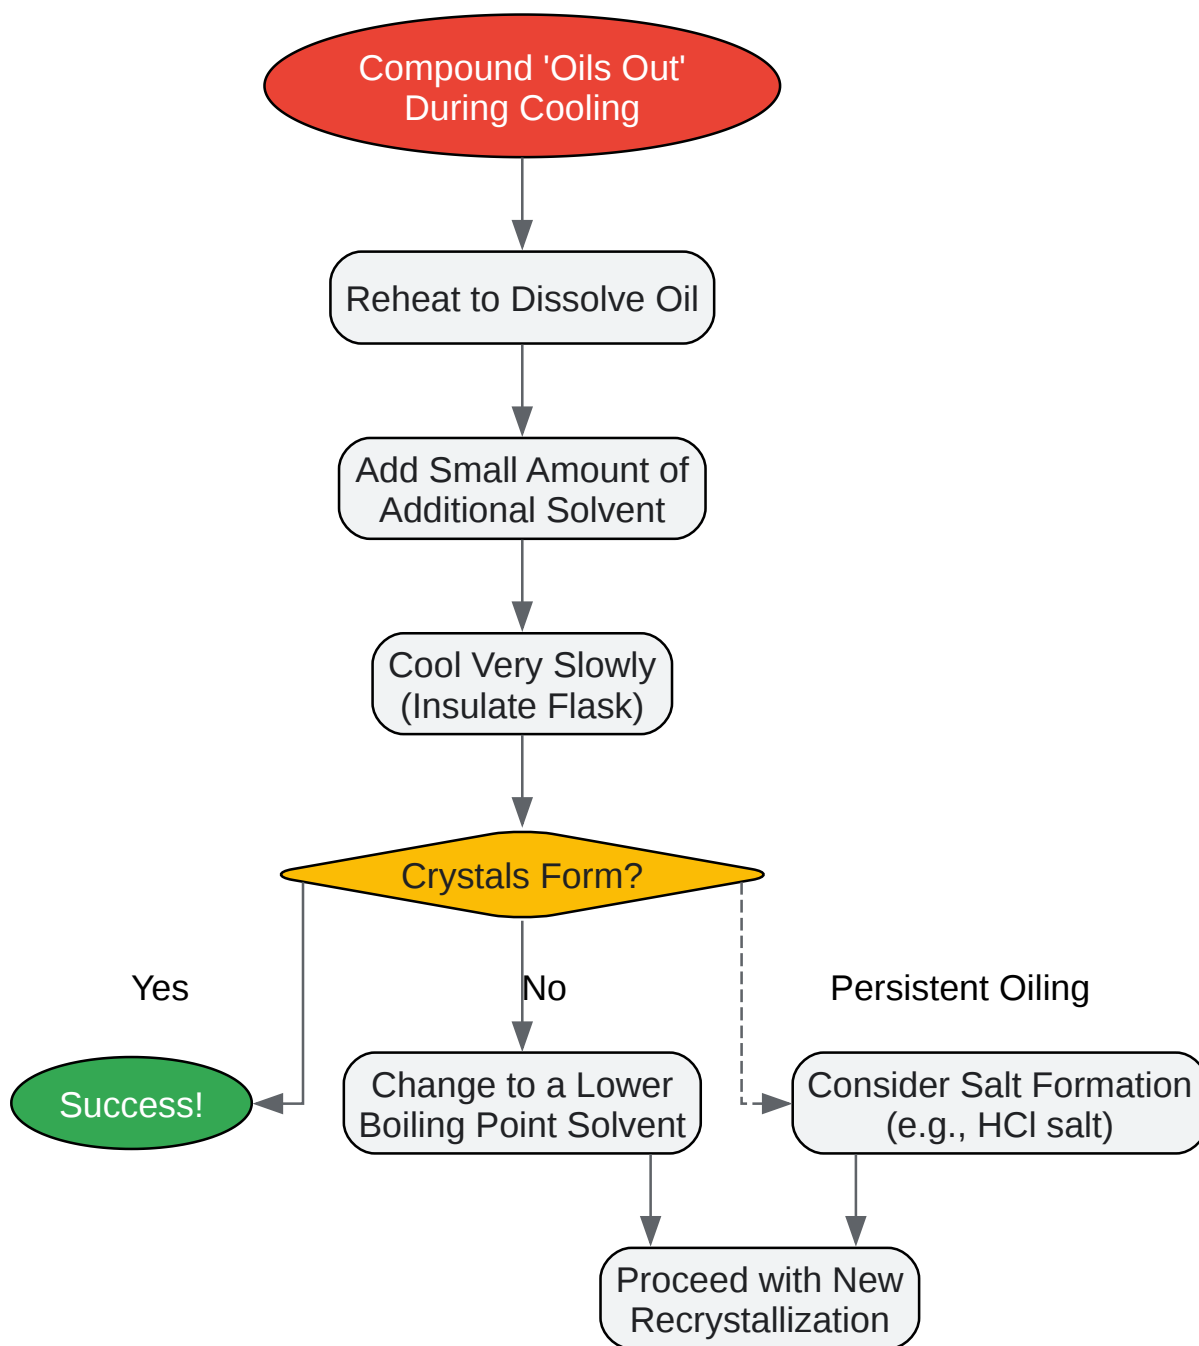 Compound 'Oils Out'
During Cooling
Reheat to Dissolve Oil
Add Small Amount of
Additional Solvent
Cool Very Slowly
(Insulate Flask)
Crystals Form?
Yes
No
Persistent Oiling
Success!
Change to a Lower
Boiling Point Solvent
Consider Salt Formation
(e.g., HCl salt)
Proceed with New
Recrystallization